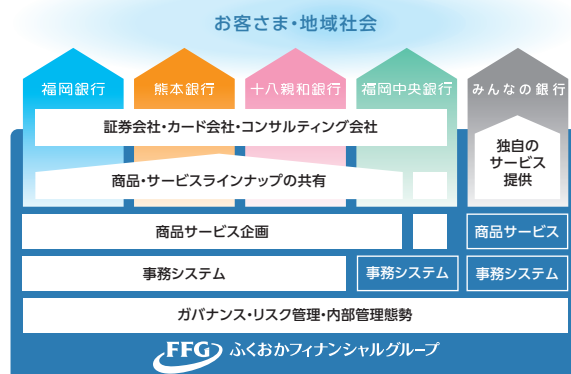 お客さま・地域社会
福岡銀行
熊本銀行
十八親和銀行
福岡中央銀行
みんなの銀行
証券会社・カード会社・コンサルティング会社
独自の
サービス
提供
商品・サービスラインナップの共有
商品サービス企画
商品サービス
事務システム
事務システム
事務システム
ガバナンス・リスク管理・内部管理態勢
FFG ふくおかフィナンシャルグループ